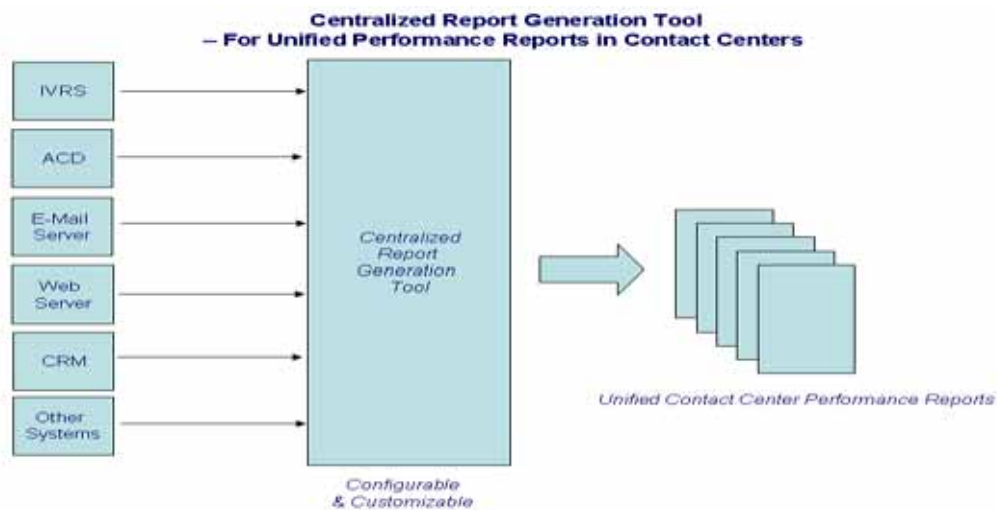 Centralized Report Generation Tool
– For Unified Performance Reports in Contact Centers
IVRS
ACD
E-Mail
Server
Web
Server
CRM
Other
Systems
Centralized
Report
Generation
Tool
Configurable
& Customizable
Unified Contact Center Performance Reports